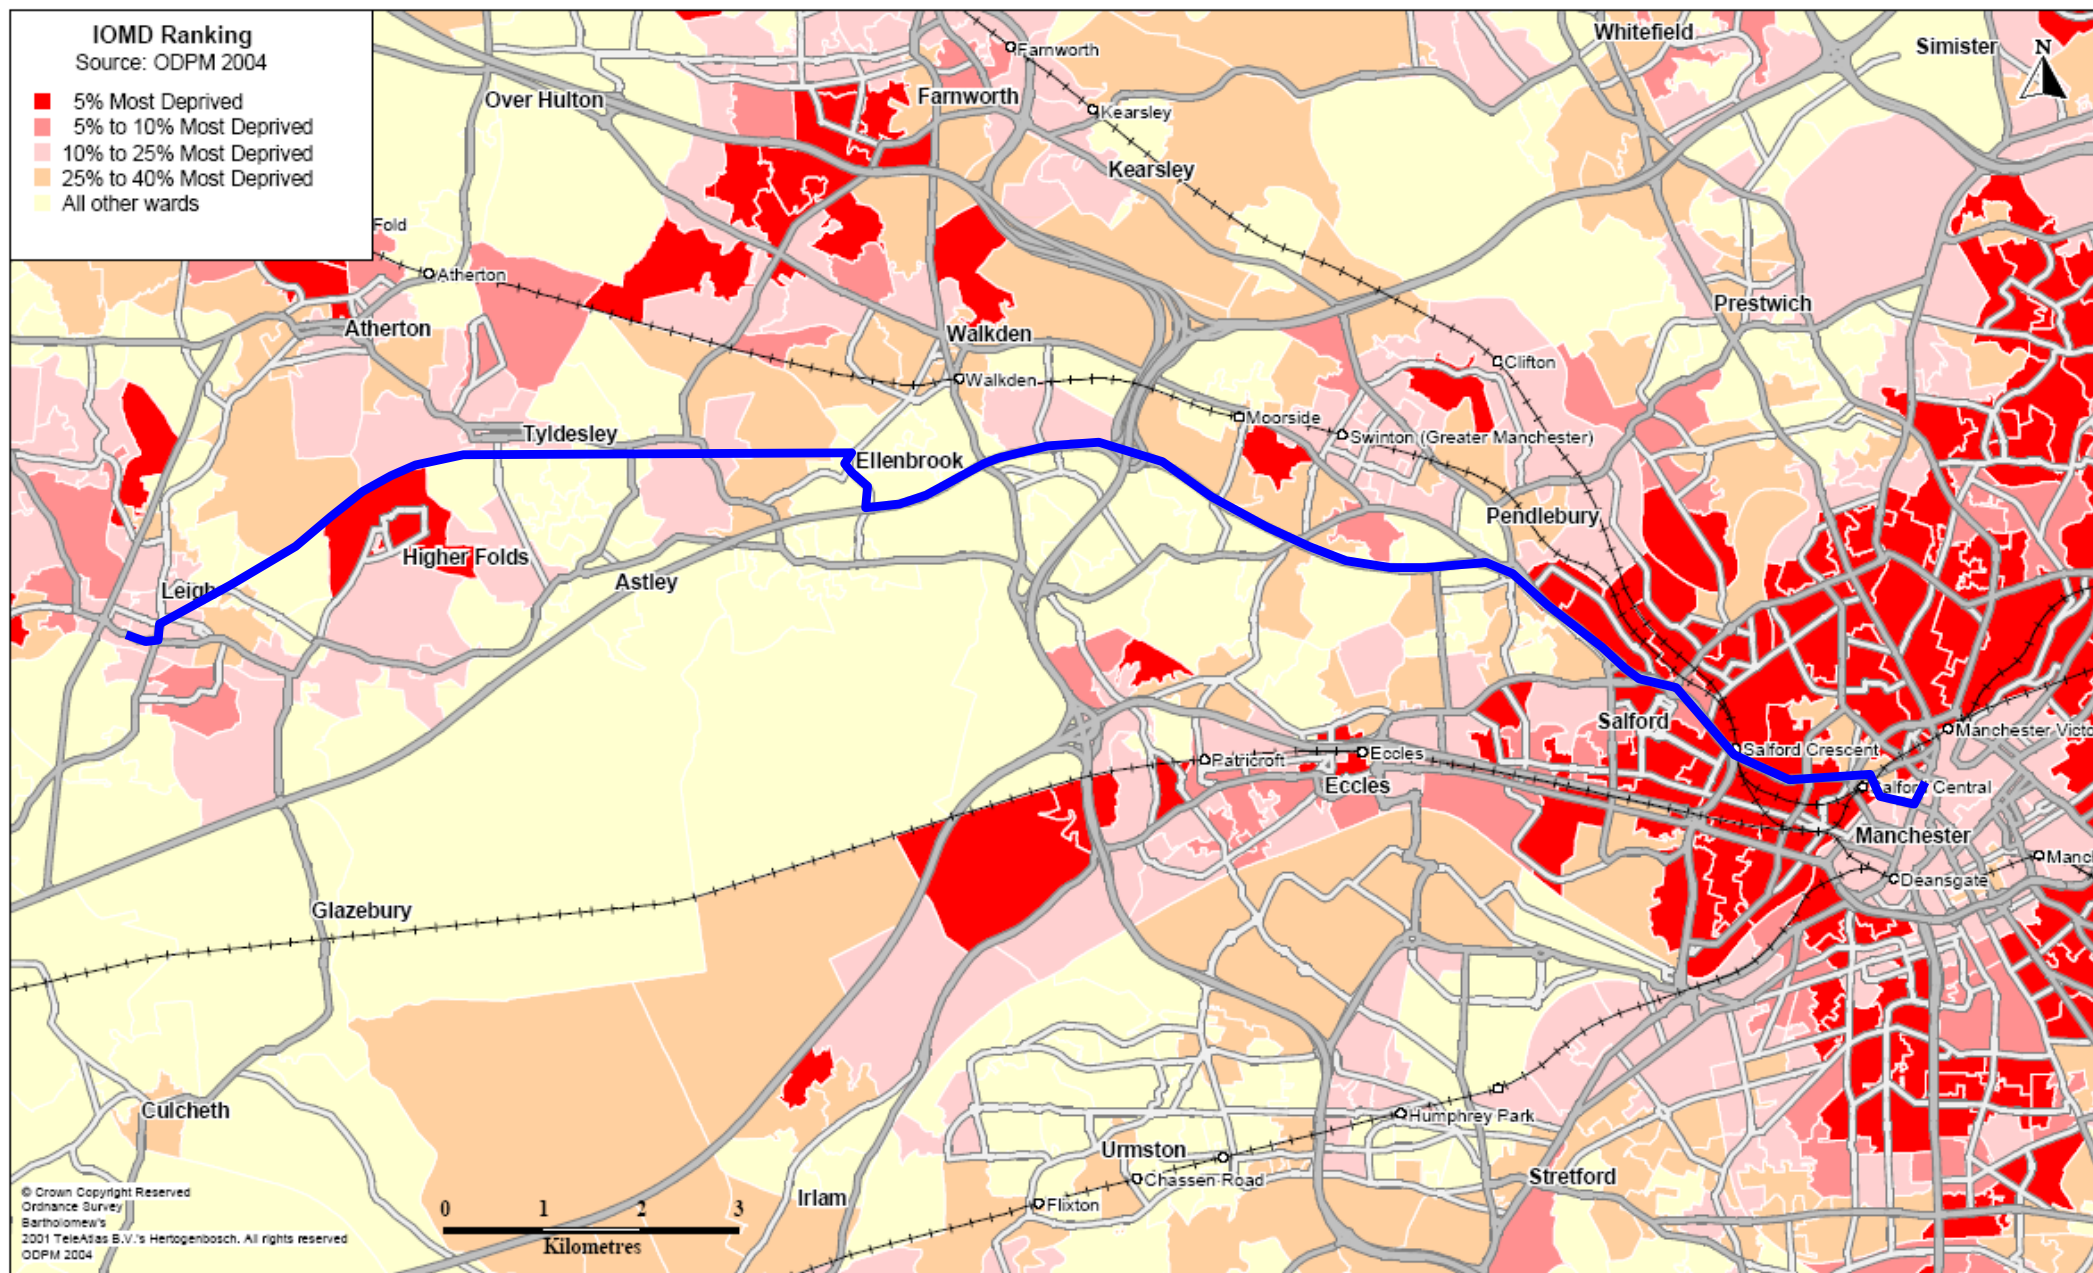 IOMD Ranking
Source: ODPM 2004
5% Most Deprived
5% to 10% Most Deprived
10% to 25% Most Deprived
25% to 40% Most Deprived
All other wards
Whitefield
Simister
N
Farnworth
Over Hulton
Farnworth
Kearsley
Kearsley
Fold
Atherton
Atherton
Prestwich
Walkden
Walkden
Clifton
Moorside
Swinton (Greater Manchester)
Tyldesley
Ellenbrook
Pendlebury
Higher Folds
Astley
Leigh
Salford
Salford Crescent
Manchester Victo
Patricroft
Eccles
Eccles
Salford Central
Manchester
Manc
Deansgate
Glazebury
Culcheth
Humphrey Park
Urmston
Chassen Road
Stretford
Irlam
Flixton
0 1 2 3
Kilometres
© Crown Copyright Reserved
Ordnance Survey
Bartholomew's
2001 TeleAtlas B.V.'s Hertogenbosch. All rights reserved
ODPM 2004